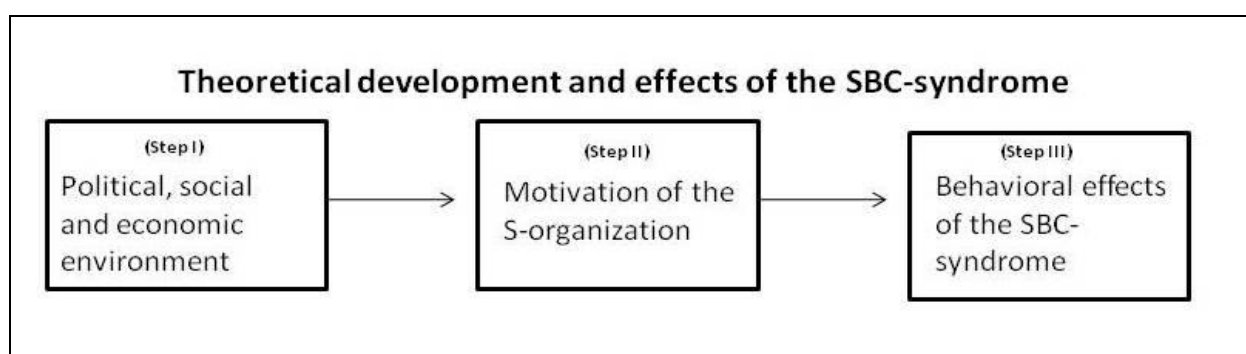 Theoretical development and effects of the SBC-syndrome
(Step I)
Political, social
and economic
environment
(Step II)
Motivation of the
S-organization
(Step III)
Behavioral effects
of the SBC-
syndrome